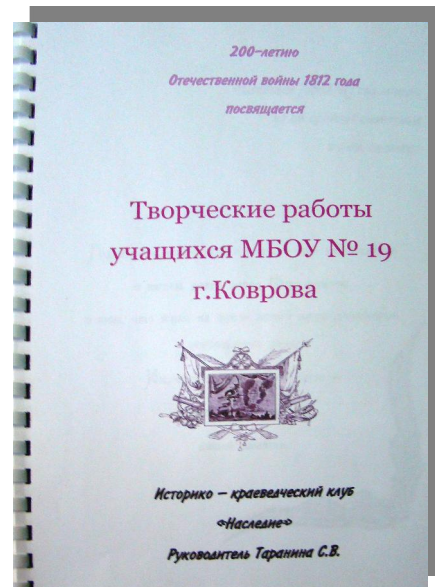 200-летию
Отечественной войны 1812 года
посвящается
Творческие работы
учащихся МБОУ № 19
г.Коврова
Историко – краеведческий клуб
«Наследие»
Руководитель Таранина С.В.